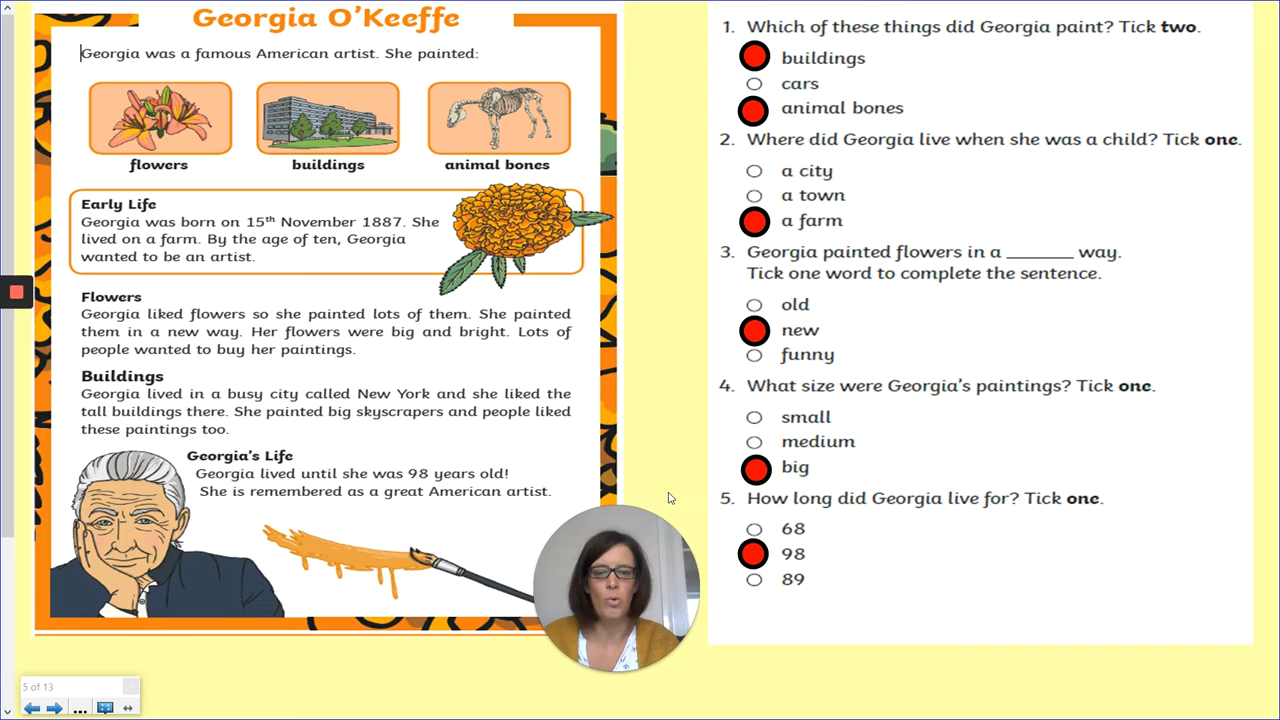 Georgia O'Keeffe
Georgia was a famous American artist. She painted:
flowers
buildings
animal bones
Early Life
Georgia was born on 15th November 1887. She
lived on a farm. By the age of ten, Georgia
wanted to be an artist.
Flowers
Georgia liked flowers so she painted lots of them. She painted
them in a new way. Her flowers were big and bright. Lots of
people wanted to buy her paintings.
Buildings
Georgia lived in a busy city called New York and she liked the
tall buildings there. She painted big skyscrapers and people liked
these paintings too.
Georgia's Life
Georgia lived until she was 98 years old!
She is remembered as a great American artist.
1. Which of these things did Georgia paint? Tick two.
buildings
cars
animal bones
2. Where did Georgia live when she was a child? Tick one.
a city
a town
a farm
3. Georgia painted flowers in a _______ way.
Tick one word to complete the sentence.
old
new
funny
4. What size were Georgia's paintings? Tick one.
small
medium
big
5. How long did Georgia live for? Tick one.
68
98
89
5 of 13